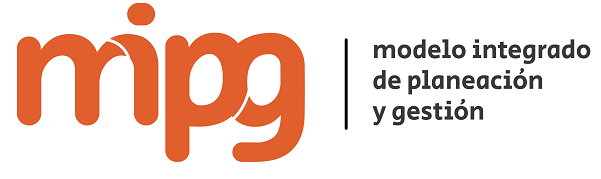 mipg
modelo integrado
de planeación
y gestión